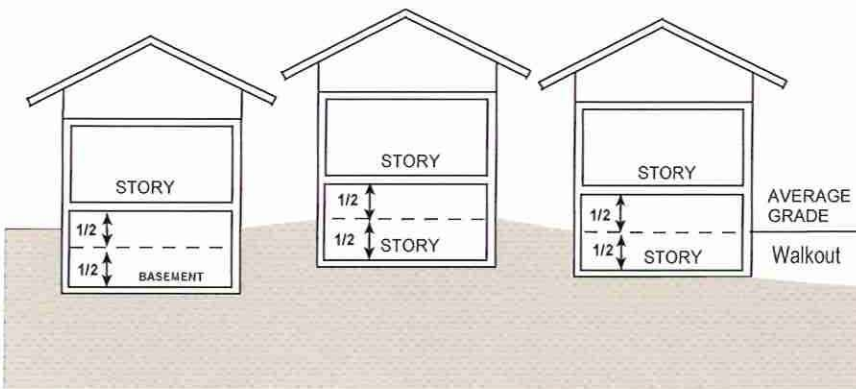 STORY
1/2
1/2
BASEMENT
STORY
1/2
1/2
STORY
STORY
1/2
1/2
STORY
AVERAGE
GRADE
Walkout